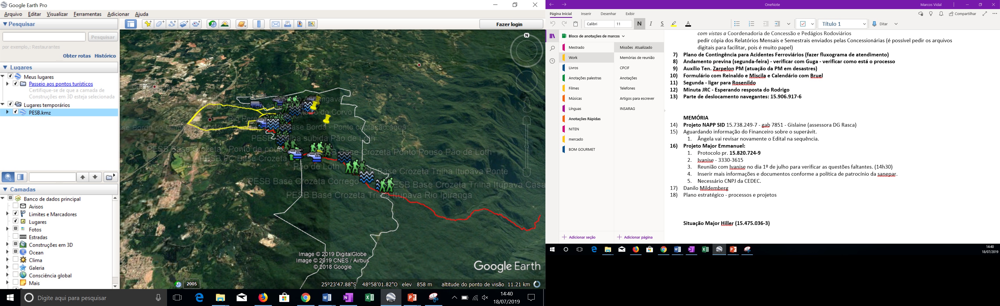 Google Earth Pro
Arquivo Editar Visualizar Ferramentas Adicionar Ajuda
Pesquisar
Pesquisar
por exemplo,: Restaurantes
Obter rotas Histórico
Lugares
Meus lugares
Passeio aos pontos turísticos
Certifique-se de que a camada de
Construções em 3D esteja selecionada
Lugares temporários
PESB.kmz
Camadas
Banco de dados principal
Avisos
Limites e Marcadores
Lugares
Fotos
Estradas
Construções em 3D
Ocean
Clima
Galeria
Consciência global
Mais
Fazer login
N
Morro do Corvo
Base Borda - Ponto captação água
PESB Trilha subida Pão de Loth
PESB Base Crozeta - Ponto de pouso
Base Crozeta Ponto Pouso Pão de Loth
PESB PC Base Crozeta
Pão de Loth
Base Crozeta Trilha Itupava Ponte
PESB Base Crozeta Corrego
PESB Base Crozeta Trilha Itupava Casa
PESB Base Crozeta Trilha Itupava Rio Ipiranga
Image © 2019 DigitalGlobe
Image © 2019 CNES / Airbus
© 2018 Google
Google Earth
2005
25°23'47.88"S 48°58'01.82"O elev 858 m altitude do ponto de visão 11.21 km
Digite aqui para pesquisar
14:40
18/07/2019
OneNote
Marcos Vidal
Página Inicial Inserir Desenhar Exibir
Compartilhar
Calibri 11 N I S A Título 1 Ditar
Bloco de anotações de marcos
Mestrado
Work
Livros
Anotações palestras
Filmes
Músicas
Línguas
Anotações Rápidas
NITEN
mercado
BOM GOURMET
Adicionar seção
Missões Atualizado
Memórias de reunião
CPCIF
Anotações
Telefones
Artigos para escrever
INSARAG
Adicionar página
com vistas a Coordenadoria de Concessão e Pedágios Rodoviários
pedir cópia dos Relatórios Mensais e Semestrais enviados pelas Concessionárias (é possível pedir os arquivos
digitais para facilitar, pois é muito papel)
7) Plano de Contingência para Acidentes Ferroviários (fazer fluxograma de atendimento)
8) Andamento previna (segunda-feira) - verificar com Guga - verificar como está o processo
9) Auxílio Ten. Zarpelon PM (atuação da PM em desastres)
10) Formulário com Reinaldo e Miscila e Calendário com Bruel
11) Segunda - ligar para Rosenildo
12) Minuta JRC - Esperando resposta do Rodrigo
13) Parte de deslocamento navegantes: 15.906.917-6
MEMÓRIA
14) Projeto NAPP SID 15.738.249-7 - gab 7851 - Gislaine (assessora DG Rasca)
15) Aguardando informação do Financeiro sobre o superávit.
1. Ângela vai revisar novamente o Edital na sequência.
16) Projeto Major Emmanuel:
1. Protocolo pr. 15.820.724-9
2. Ivanise - 3330-3615
3. Reunião com Ivanise no dia 1º de julho para verificar as questões faltantes. (14h30)
4. Inserir mais informações e documentos conforme a política de patrocínio da sanepar.
5. Necessário CNPJ da CEDEC.
17) Danilo Mildemberg
18) Plano estratégico - processos e projetos
Situação Major Hiller (15.475.036-3)
14:40
18/07/2019